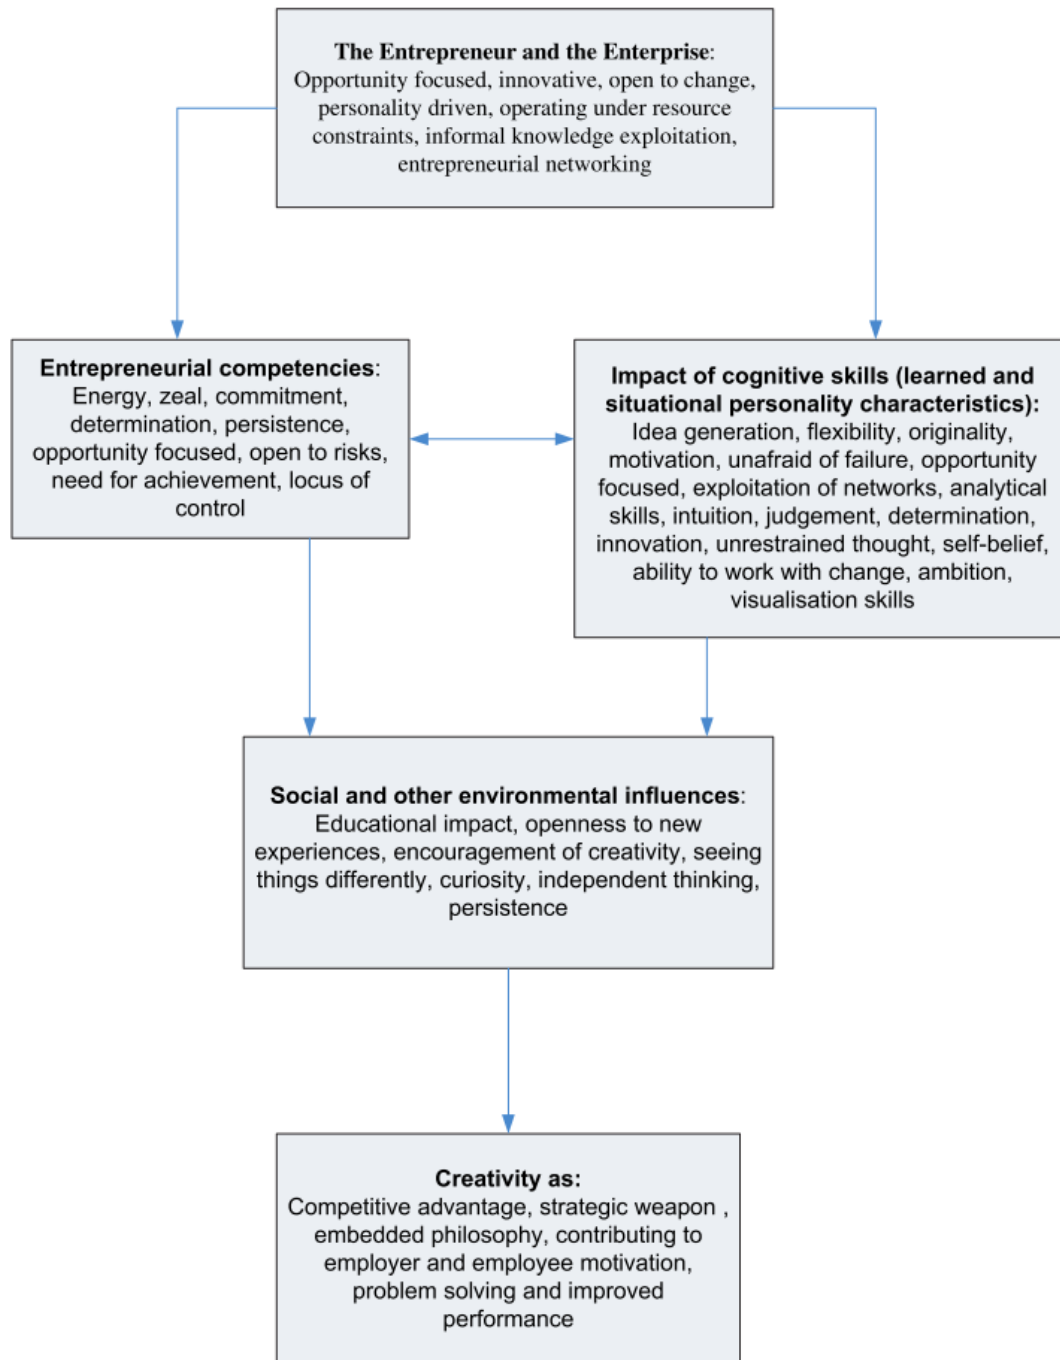 The Entrepreneur and the Enterprise:
Opportunity focused, innovative, open to change,
personality driven, operating under resource
constraints, informal knowledge exploitation,
entrepreneurial networking
Entrepreneurial competencies:
Energy, zeal, commitment,
determination, persistence,
opportunity focused, open to risks,
need for achievement, locus of
control
Impact of cognitive skills (learned and
situational personality characteristics):
Idea generation, flexibility, originality,
motivation, unafraid of failure, opportunity
focused, exploitation of networks, analytical
skills, intuition, judgement, determination,
innovation, unrestrained thought, self-belief,
ability to work with change, ambition,
visualisation skills
Social and other environmental influences:
Educational impact, openness to new
experiences, encouragement of creativity, seeing
things differently, curiosity, independent thinking,
persistence
Creativity as:
Competitive advantage, strategic weapon ,
embedded philosophy, contributing to
employer and employee motivation,
problem solving and improved
performance